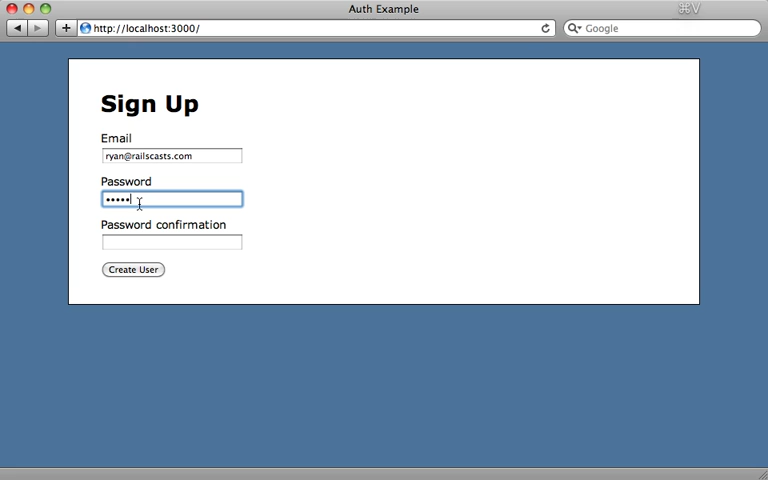 Auth Example
⌘V
http://localhost:3000/
Google
Sign Up
Email
ryan@railscasts.com
Password
•••••
Password confirmation
Create User